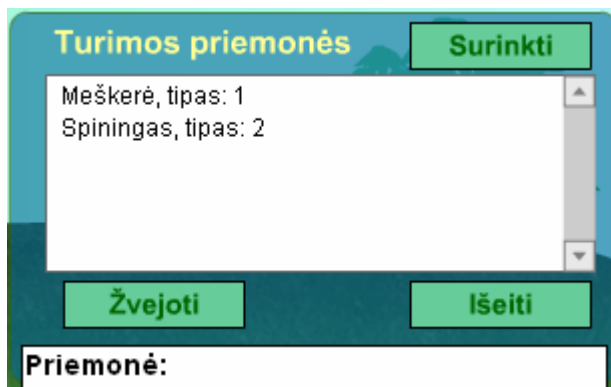 Turimos priemonės
Surinkti
Meškerė, tipas: 1
Spiningas, tipas: 2
Žvejoti
Išeiti
Priemonė: